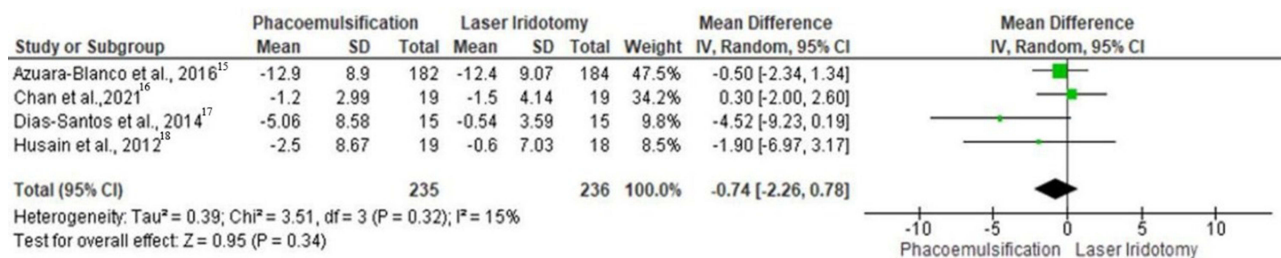 Phacoemulsification Laser Iridotomy Mean Difference Mean Difference
Study or Subgroup Mean SD Total Mean SD Total Weight IV, Random, 95% CI IV, Random, 95% CI
Azuara-Blanco et al., 2016¹⁵ -12.9 8.9 182 -12.4 9.07 184 47.5% -0.50 [-2.34, 1.34]
Chan et al.,2021¹⁶ -1.2 2.99 19 -1.5 4.14 19 34.2% 0.30 [-2.00, 2.60]
Dias-Santos et al., 2014¹⁷ -5.06 8.58 15 -0.54 3.59 15 9.8% -4.52 [-9.23, 0.19]
Husain et al., 2012¹⁸ -2.5 8.67 19 -0.6 7.03 18 8.5% -1.90 [-6.97, 3.17]
Total (95% CI) 235 236 100.0% -0.74 [-2.26, 0.78]
Heterogeneity: Tau² = 0.39; Chi² = 3.51, df = 3 (P = 0.32); I² = 15%
Test for overall effect: Z = 0.95 (P = 0.34)
-10 -5 0 5 10
Phacoemulsification Laser Iridotomy